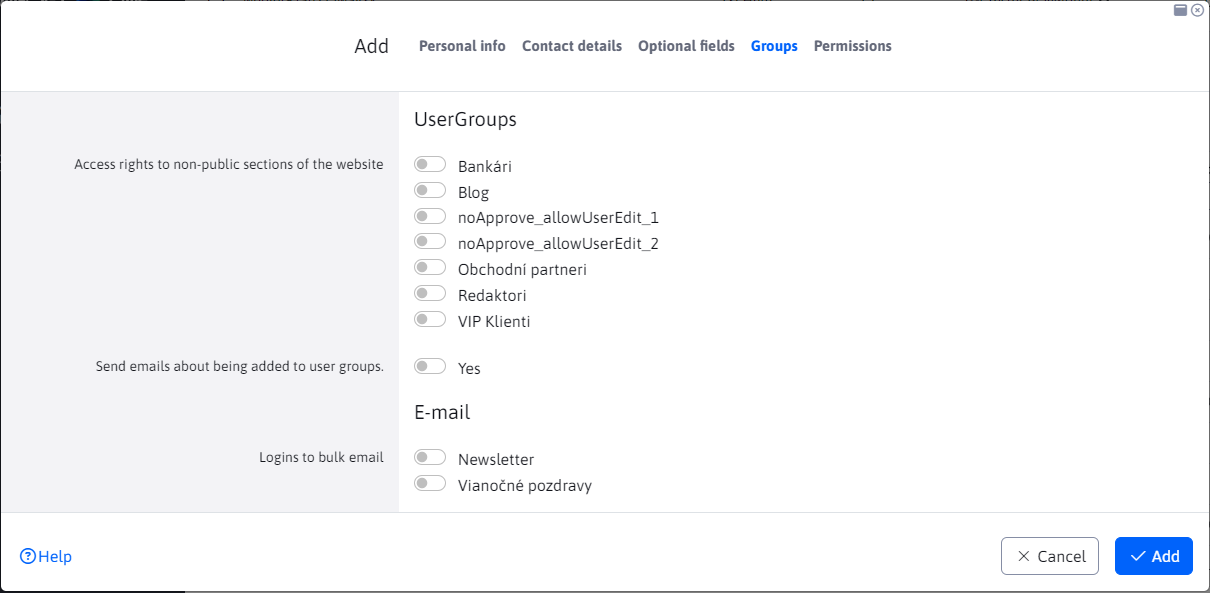 Add Personal info Contact details Optional fields Groups Permissions
UserGroups
Access rights to non-public sections of the website
Bankári
Blog
noApprove_allowUserEdit_1
noApprove_allowUserEdit_2
Obchodní partneri
Redaktori
VIP Klienti
Send emails about being added to user groups.
Yes
E-mail
Logins to bulk email
Newsletter
Vianočné pozdravy
Help
Cancel
Add